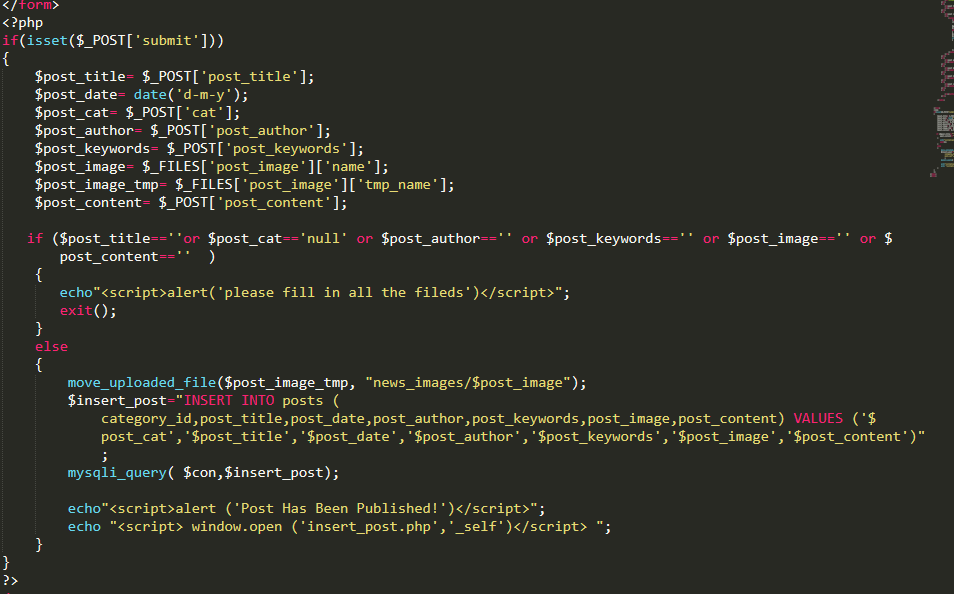 </form>
<?php
if(isset($_POST['submit']))
{
$post_title= $_POST['post_title'];
$post_date= date('d-m-y');
$post_cat= $_POST['cat'];
$post_author= $_POST['post_author'];
$post_keywords= $_POST['post_keywords'];
$post_image= $_FILES['post_image']['name'];
$post_image_tmp= $_FILES['post_image']['tmp_name'];
$post_content= $_POST['post_content'];
if ($post_title==''or $post_cat=='null' or $post_author=='' or $post_keywords=='' or $post_image=='' or $
post_content=='' )
{
echo"<script>alert('please fill in all the fileds')</script>";
exit();
}
else
{
move_uploaded_file($post_image_tmp, "news_images/$post_image");
$insert_post="INSERT INTO posts (
category_id,post_title,post_date,post_author,post_keywords,post_image,post_content) VALUES ('$
post_cat','$post_title','$post_date','$post_author','$post_keywords','$post_image','$post_content')"
;
mysqli_query( $con,$insert_post);
echo"<script>alert ('Post Has Been Published!')</script>";
echo "<script> window.open ('insert_post.php','_self')</script> ";
}
}
?>